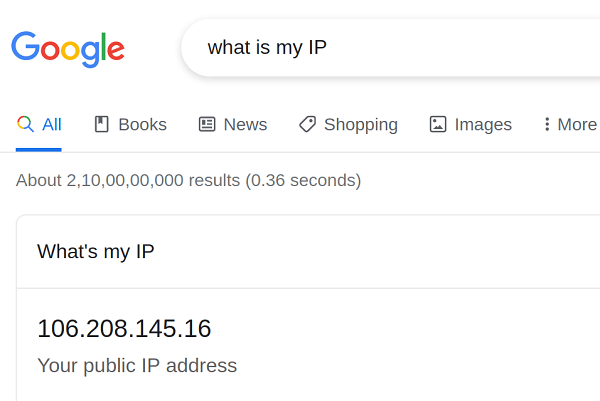 Google what is my IP
All Books News Shopping Images More
About 2,10,00,00,000 results (0.36 seconds)
What's my IP
106.208.145.16
Your public IP address